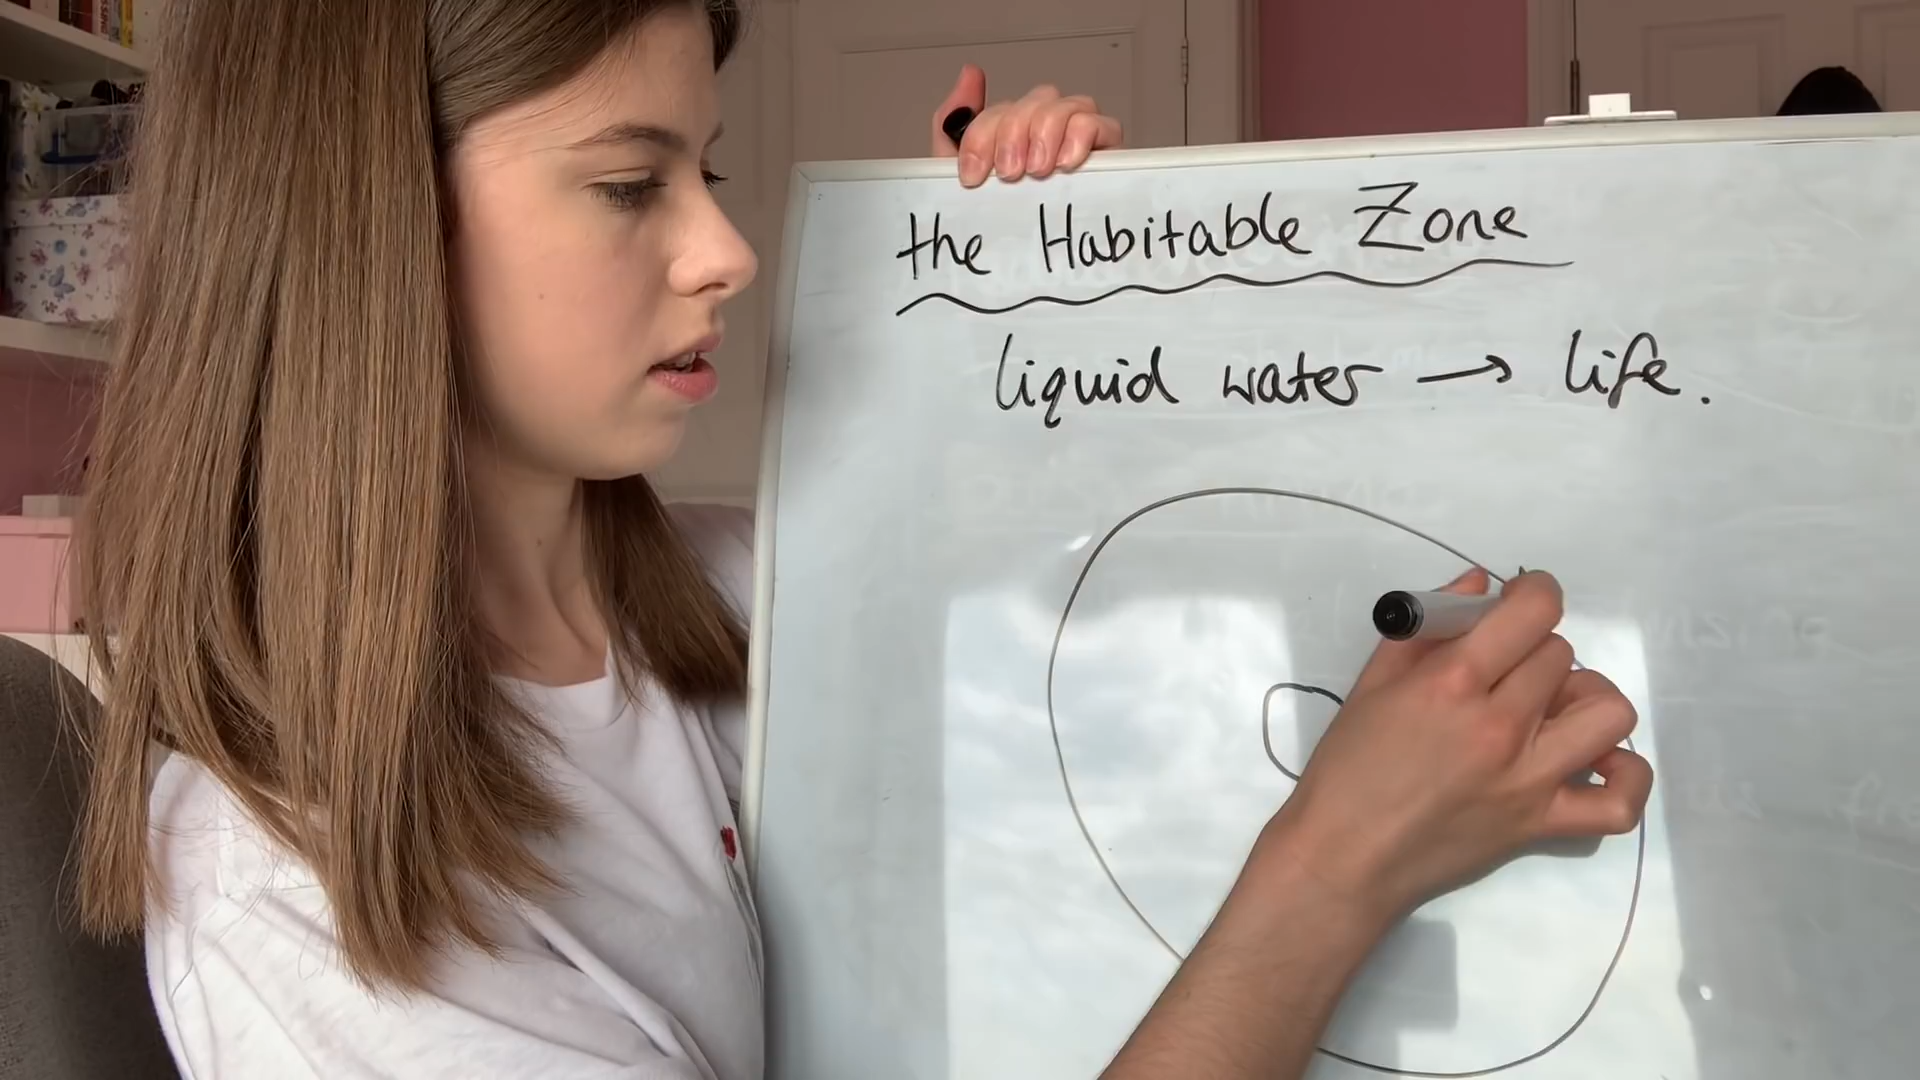 the Habitable Zone
liquid water → life.